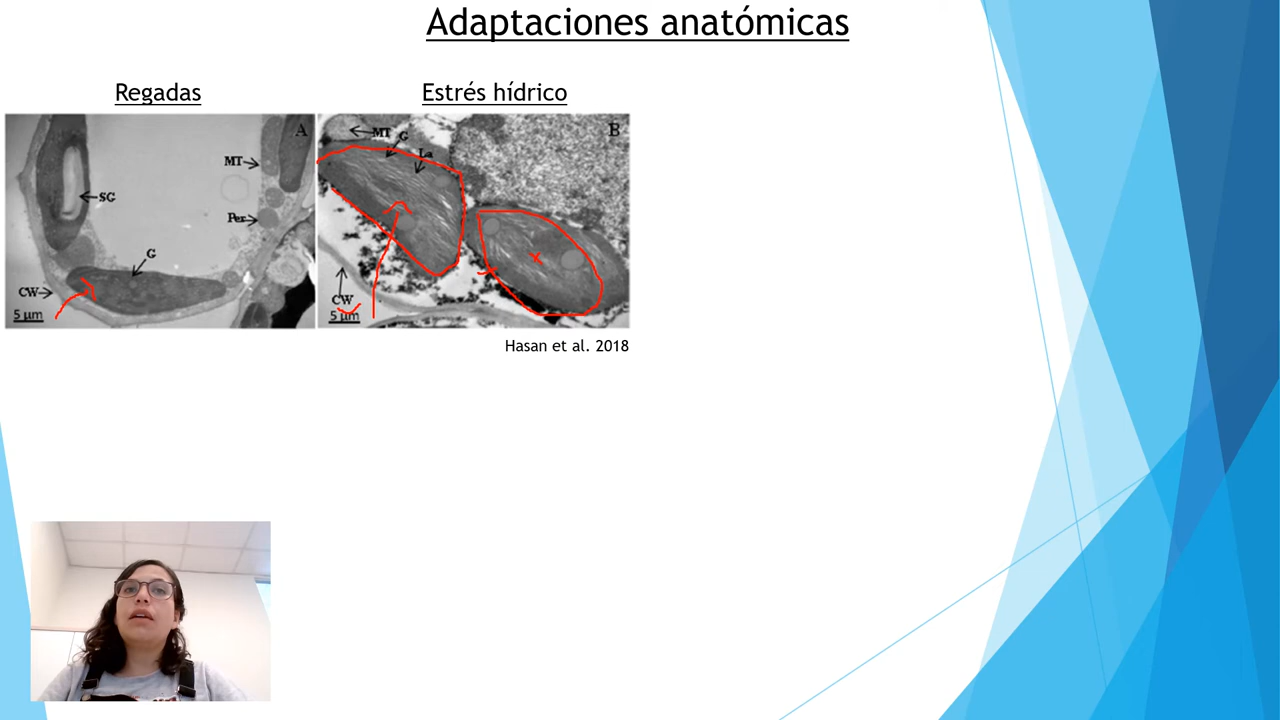 Adaptaciones anatómicas
Regadas
Estrés hídrico
A
MT
SG
Per
G
CW
5 µm
B
MT
G
La
CW
5 µm
Hasan et al. 2018